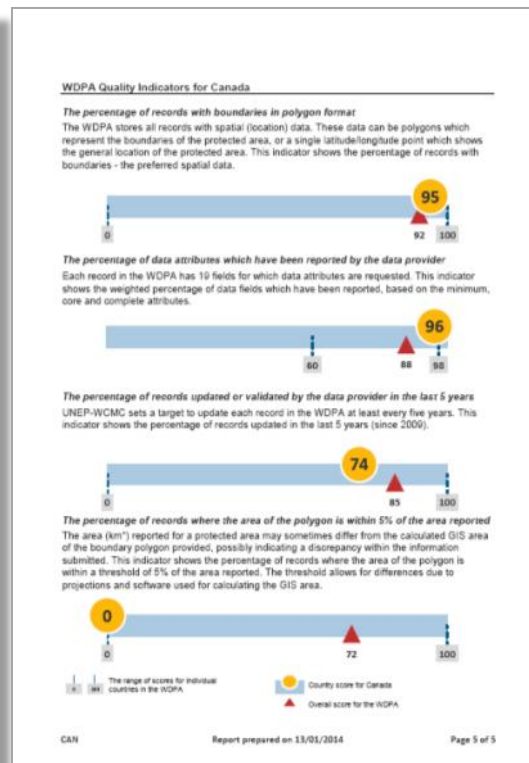 WDPA Quality Indicators for Canada
The percentage of records with boundaries in polygon format
The WDPA stores all records with spatial (location) data. These data can be polygons which
represent the boundaries of the protected area, or a single latitude/longitude point which shows
the general location of the protected area. This indicator shows the percentage of records with
boundaries - the preferred spatial data.
95
0 92 100
The percentage of data attributes which have been reported by the data provider
Each record in the WDPA has 19 fields for which data attributes are requested. This indicator
shows the weighted percentage of data fields which have been reported, based on the minimum,
core and complete attributes.
96
60 88 98
The percentage of records updated or validated by the data provider in the last 5 years
UNEP-WCMC sets a target to update each record in the WDPA at least every five years. This
indicator shows the percentage of records updated in the last 5 years (since 2009).
74
0 85 100
The percentage of records where the area of the polygon is within 5% of the area reported
The area (km²) reported for a protected area may sometimes differ from the calculated GIS area
of the boundary polygon provided, possibly indicating a discrepancy within the information
submitted. This indicator shows the percentage of records where the area of the polygon is
within a threshold of 5% of the area reported. The threshold allows for differences due to
projections and software used for calculating the GIS area.
0
0 72 100
The range of scores for individual
countries in the WDPA
Country score for Canada
Overall score for the WDPA
CAN Report prepared on 13/01/2014 Page 5 of 5